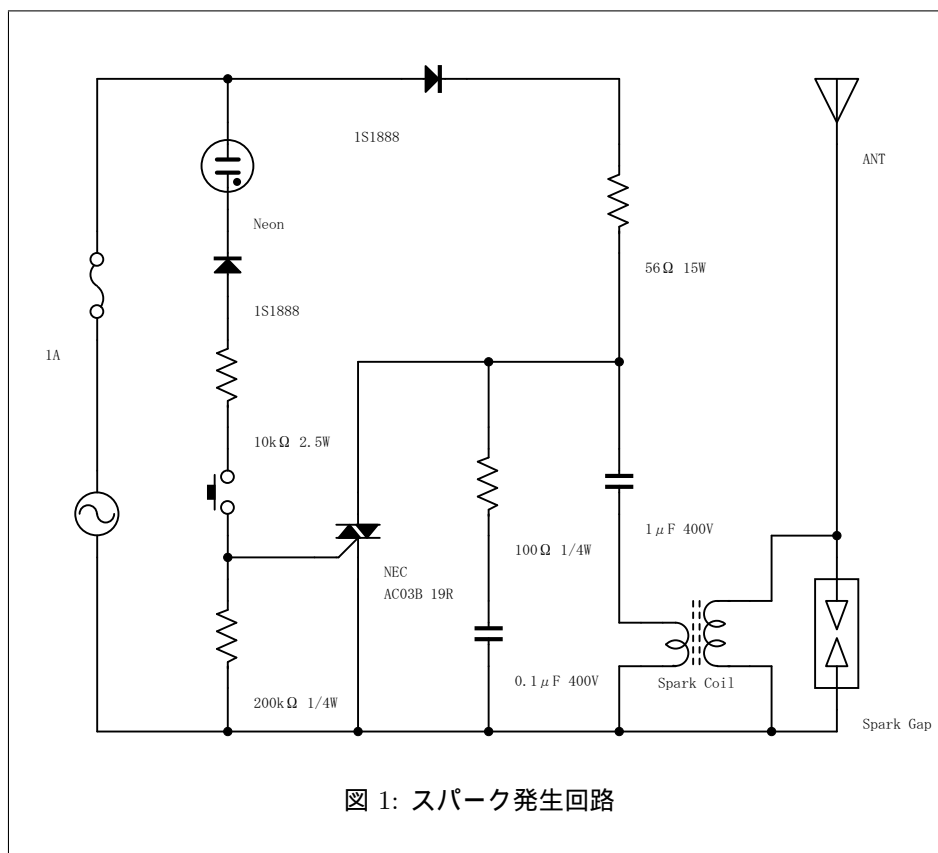 1S1888
ANT
Neon
56Ω 15W
1S1888
1A
10kΩ 2.5W
1μF 400V
100Ω 1/4W
NEC
AC03B 19R
0.1μF 400V
Spark Coil
200kΩ 1/4W
Spark Gap
図 1: スパーク発生回路